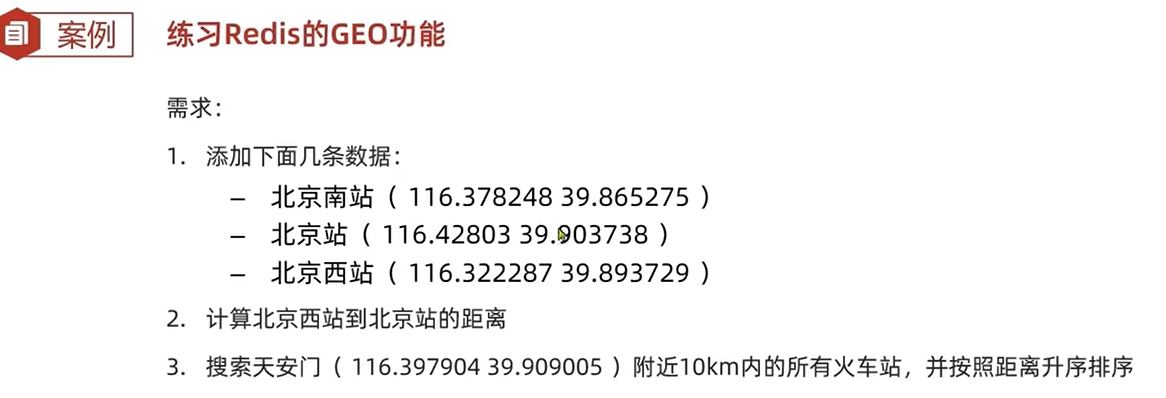 案例 练习Redis的GEO功能
需求：
1. 添加下面几条数据：
– 北京南站（ 116.378248 39.865275 ）
– 北京站（ 116.42803 39.903738 ）
– 北京西站（ 116.322287 39.893729 ）
2. 计算北京西站到北京站的距离
3. 搜索天安门（ 116.397904 39.909005 ）附近10km内的所有火车站，并按照距离升序排序